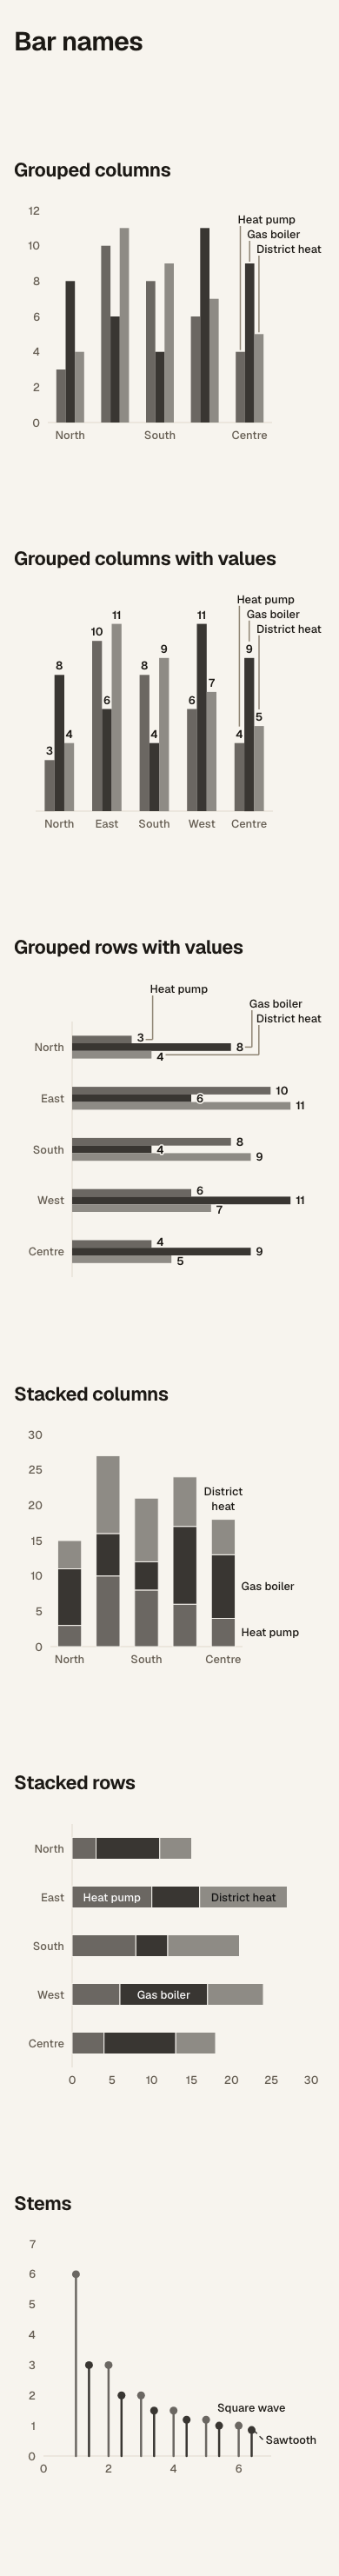 Bar names
Grouped columns
12
10
8
6
4
2
0
Heat pump
Gas boiler
District heat
North South Centre
Grouped columns with values
Heat pump
Gas boiler
District heat
3 8 4 10 6 11 8 4 9 6 11 7 4 9 5
North East South West Centre
Grouped rows with values
Heat pump
Gas boiler
District heat
3
North 8
4
10
East 6
11
8
South 4
9
6
West 11
7
4
Centre 9
5
Stacked columns
30
25
20
15
10
5
0
District
heat
Gas boiler
Heat pump
North South Centre
Stacked rows
North
East Heat pump District heat
South
West Gas boiler
Centre
0 5 10 15 20 25 30
Stems
7
6
5
4
3
2
1
0
Square wave
Sawtooth
0 2 4 6